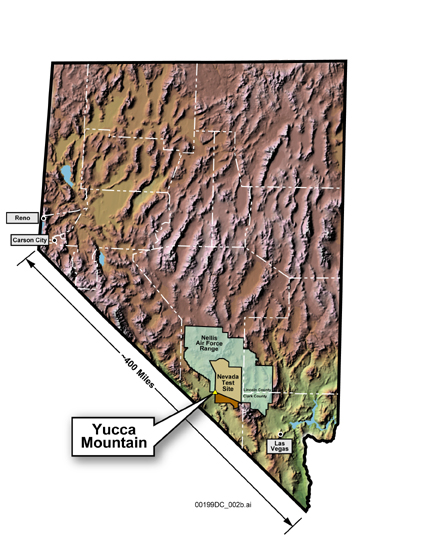 Reno
Carson City
~400 Miles
Nellis
Air Force
Range
Nevada
Test
Site
Lincoln County
Clark County
Yucca
Mountain
Las
Vegas
00199DC_002b.ai